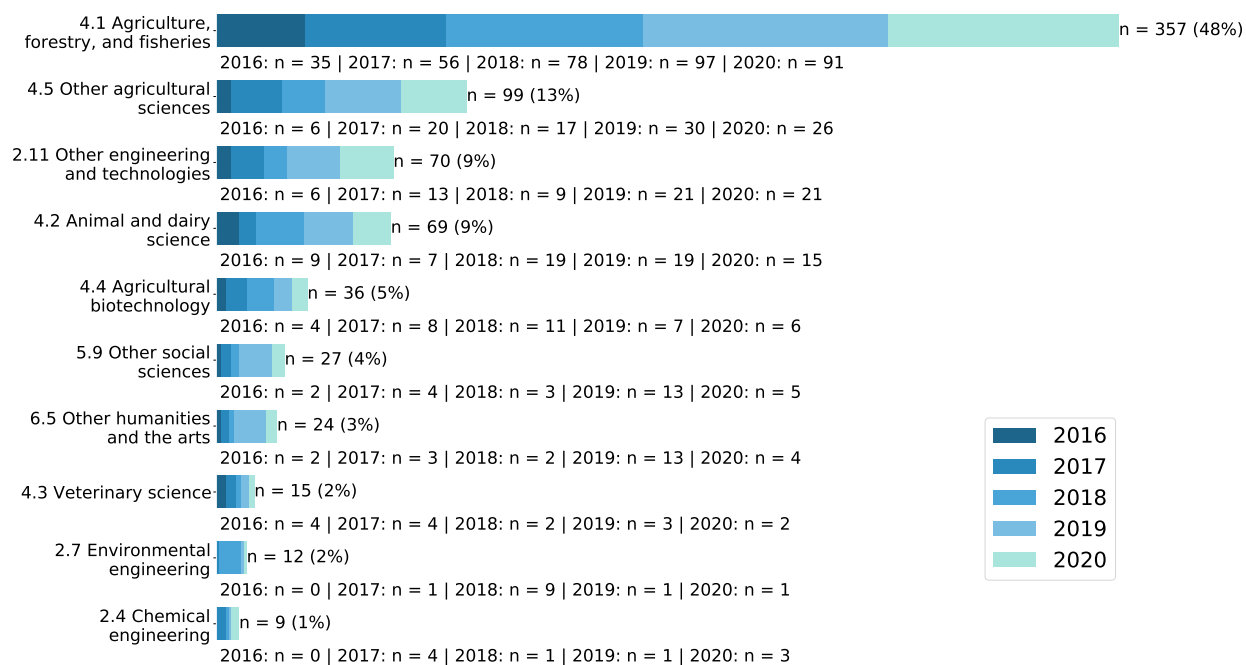 4.1 Agriculture,
forestry, and fisheries
n = 357 (48%)
2016: n = 35 | 2017: n = 56 | 2018: n = 78 | 2019: n = 97 | 2020: n = 91
4.5 Other agricultural
sciences
n = 99 (13%)
2016: n = 6 | 2017: n = 20 | 2018: n = 17 | 2019: n = 30 | 2020: n = 26
2.11 Other engineering
and technologies
n = 70 (9%)
2016: n = 6 | 2017: n = 13 | 2018: n = 9 | 2019: n = 21 | 2020: n = 21
4.2 Animal and dairy
science
n = 69 (9%)
2016: n = 9 | 2017: n = 7 | 2018: n = 19 | 2019: n = 19 | 2020: n = 15
4.4 Agricultural
biotechnology
n = 36 (5%)
2016: n = 4 | 2017: n = 8 | 2018: n = 11 | 2019: n = 7 | 2020: n = 6
5.9 Other social
sciences
n = 27 (4%)
2016: n = 2 | 2017: n = 4 | 2018: n = 3 | 2019: n = 13 | 2020: n = 5
6.5 Other humanities
and the arts
n = 24 (3%)
2016: n = 2 | 2017: n = 3 | 2018: n = 2 | 2019: n = 13 | 2020: n = 4
4.3 Veterinary science
n = 15 (2%)
2016: n = 4 | 2017: n = 4 | 2018: n = 2 | 2019: n = 3 | 2020: n = 2
2.7 Environmental
engineering
n = 12 (2%)
2016: n = 0 | 2017: n = 1 | 2018: n = 9 | 2019: n = 1 | 2020: n = 1
2.4 Chemical
engineering
n = 9 (1%)
2016: n = 0 | 2017: n = 4 | 2018: n = 1 | 2019: n = 1 | 2020: n = 3
2016
2017
2018
2019
2020